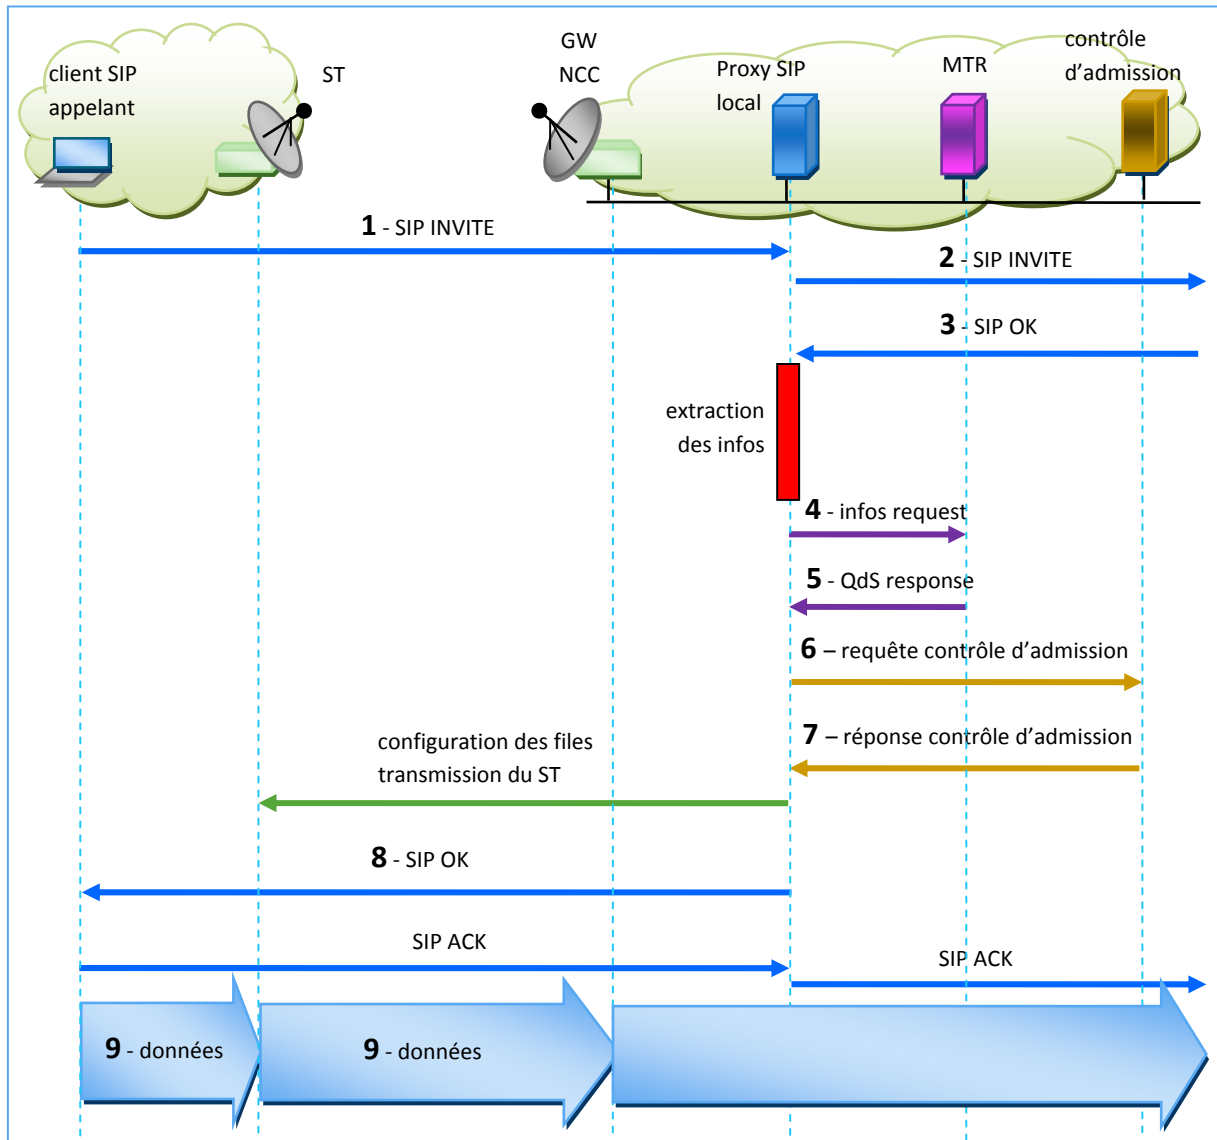 client SIP
appelant
ST
GW
NCC
Proxy SIP
local
MTR
contrôle
d’admission
1 - SIP INVITE
2 - SIP INVITE
3 - SIP OK
extraction
des infos
4 - infos request
5 - QdS response
6 – requête contrôle d’admission
7 – réponse contrôle d’admission
configuration des files
transmission du ST
8 - SIP OK
SIP ACK
SIP ACK
9 - données
9 - données